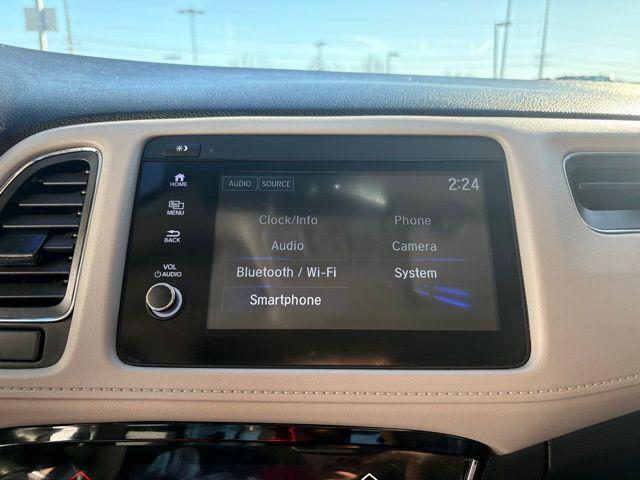 HOME
MENU
BACK
VOL
AUDIO
AUDIO SOURCE 2:24
Clock/Info Phone
Audio Camera
Bluetooth / Wi-Fi System
Smartphone